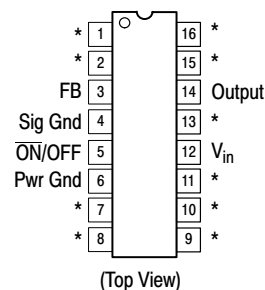 * 1 16 *
* 2 15 *
FB 3 14 Output
Sig Gnd 4 13 *
ON/OFF 5 12 Vin
Pwr Gnd 6 11 *
* 7 10 *
* 8 9 *
(Top View)